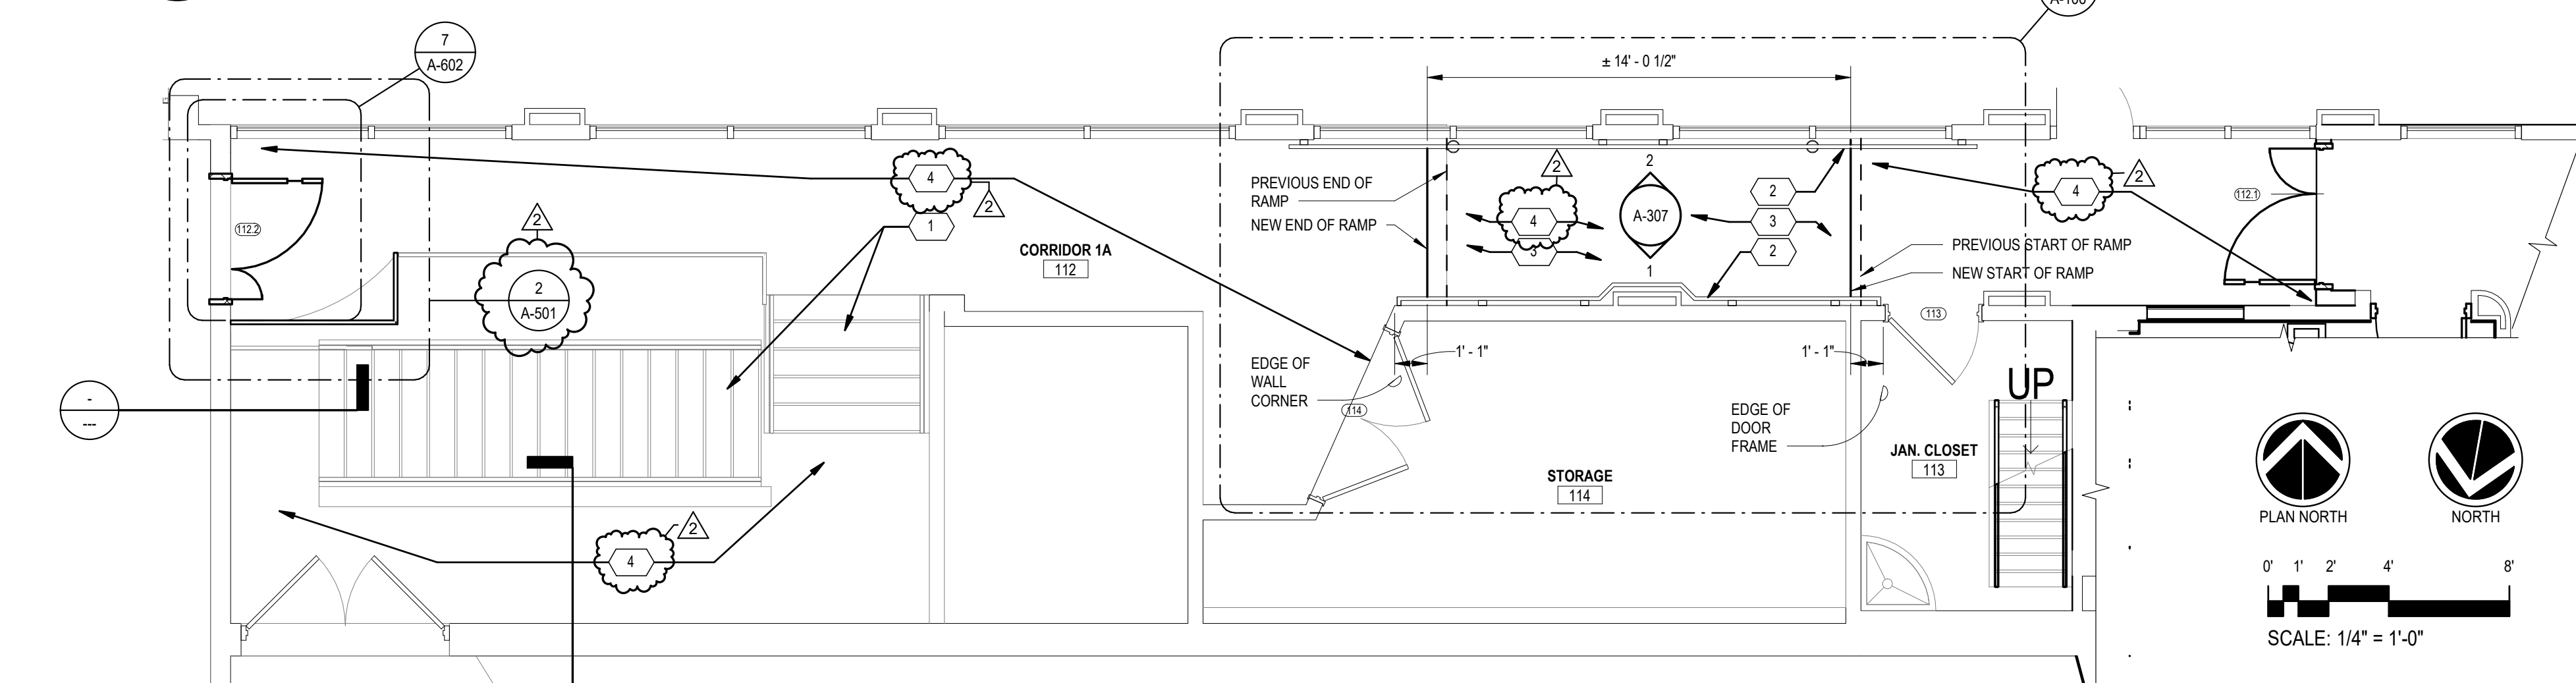 A-106
7
A-602
± 14' - 0 1/2"
4
2
1
2
2
A-501
112.2
CORRIDOR 1A
112
PREVIOUS END OF
RAMP
NEW END OF RAMP
2
4
3
2
A-307
1
2
3
2
4
2
112.1
PREVIOUS START OF RAMP
NEW START OF RAMP
113
1' - 1"
1' - 1"
EDGE OF
WALL
CORNER
114
EDGE OF
DOOR
FRAME
UP
-
---
JAN. CLOSET
113
STORAGE
114
4
2
PLAN NORTH
NORTH
0' 1' 2' 4' 8'
SCALE: 1/4" = 1'-0"